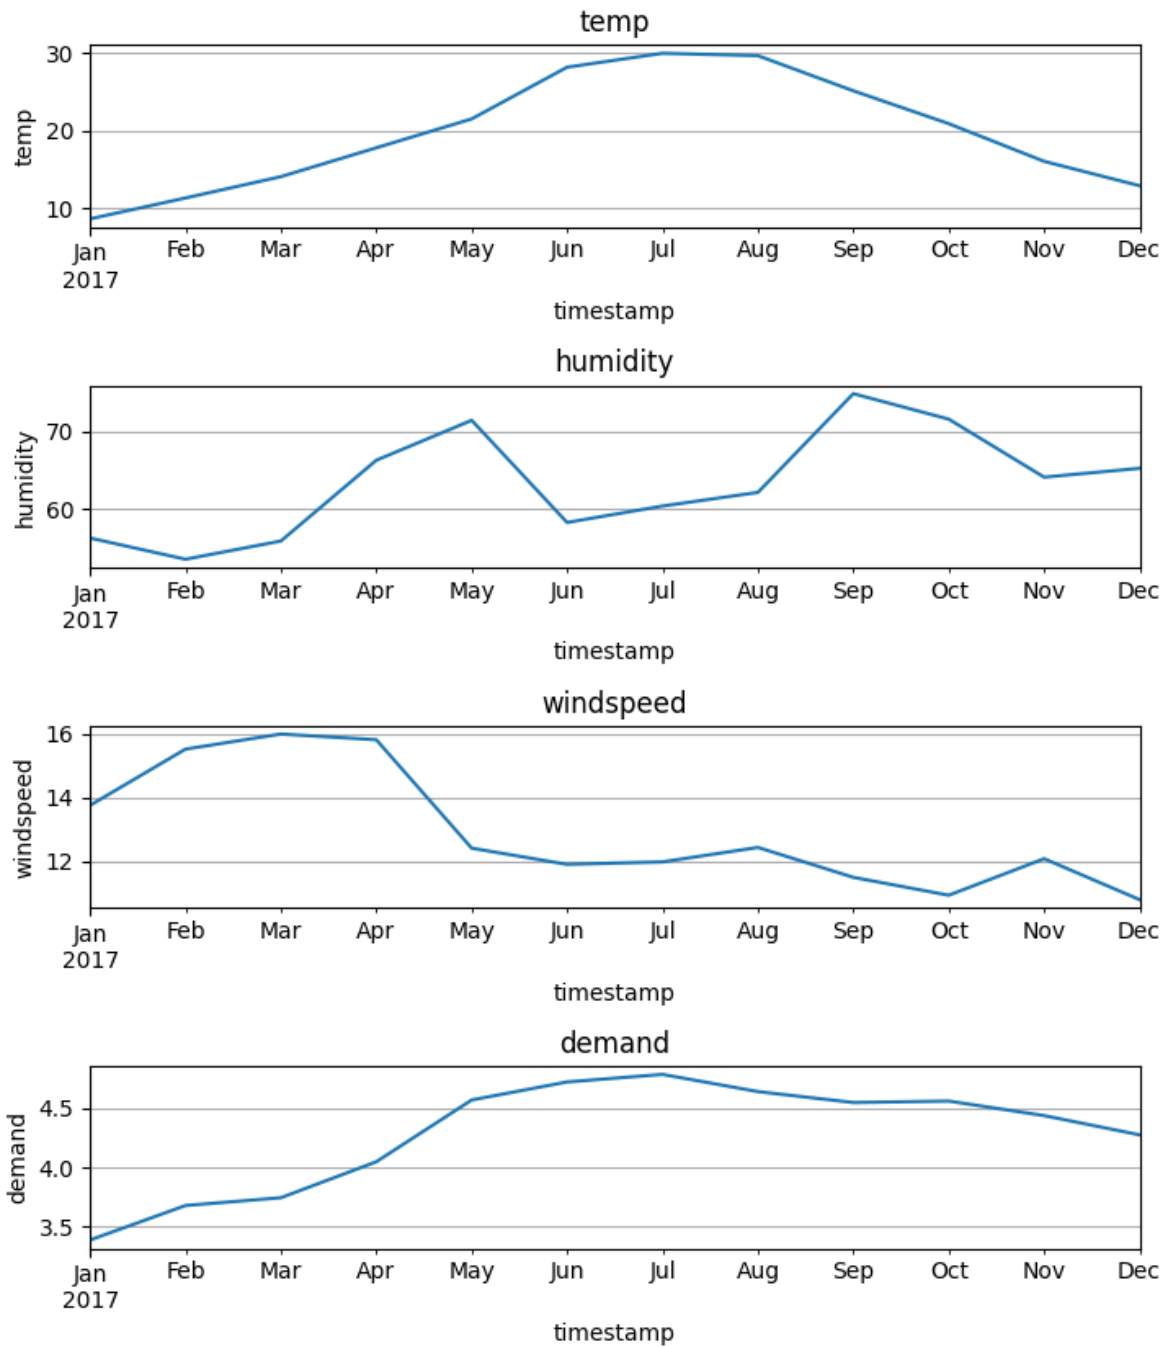 temp
30
20
10
temp
Jan Feb Mar Apr May Jun Jul Aug Sep Oct Nov Dec
2017
timestamp
humidity
70
60
humidity
Jan Feb Mar Apr May Jun Jul Aug Sep Oct Nov Dec
2017
timestamp
windspeed
16
14
12
windspeed
Jan Feb Mar Apr May Jun Jul Aug Sep Oct Nov Dec
2017
timestamp
demand
4.5
4.0
3.5
demand
Jan Feb Mar Apr May Jun Jul Aug Sep Oct Nov Dec
2017
timestamp